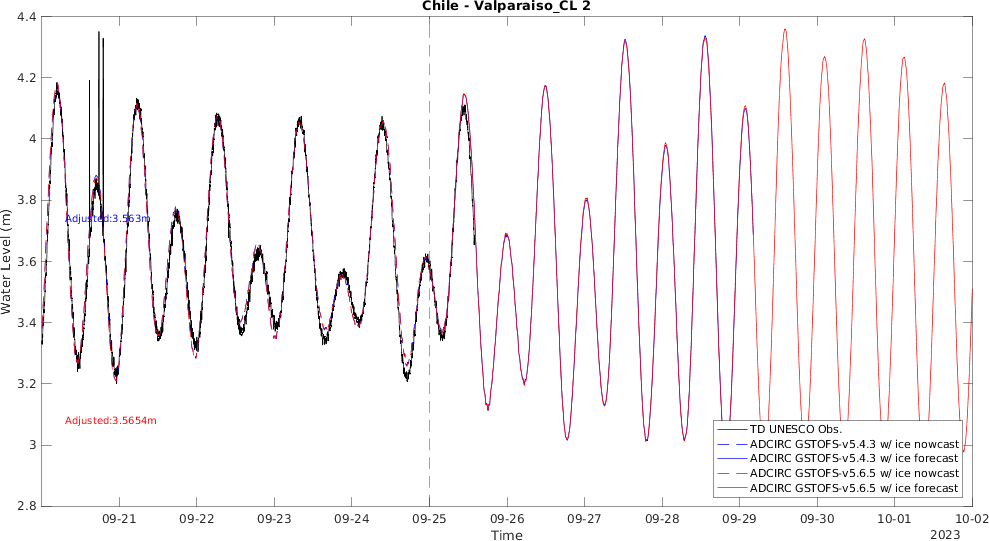 Chile - Valparaiso_CL 2
4.4
4.2
4
3.8
3.6
3.4
3.2
3
2.8
Water Level (m)
Adjusted:3.563m
Adjusted:3.5654m
TD UNESCO Obs.
ADCIRC GSTOFS-v5.4.3 w/ ice nowcast
ADCIRC GSTOFS-v5.4.3 w/ ice forecast
ADCIRC GSTOFS-v5.6.5 w/ ice nowcast
ADCIRC GSTOFS-v5.6.5 w/ ice forecast
09-21 09-22 09-23 09-24 09-25 09-26 09-27 09-28 09-29 09-30 10-01 10-02
Time
2023